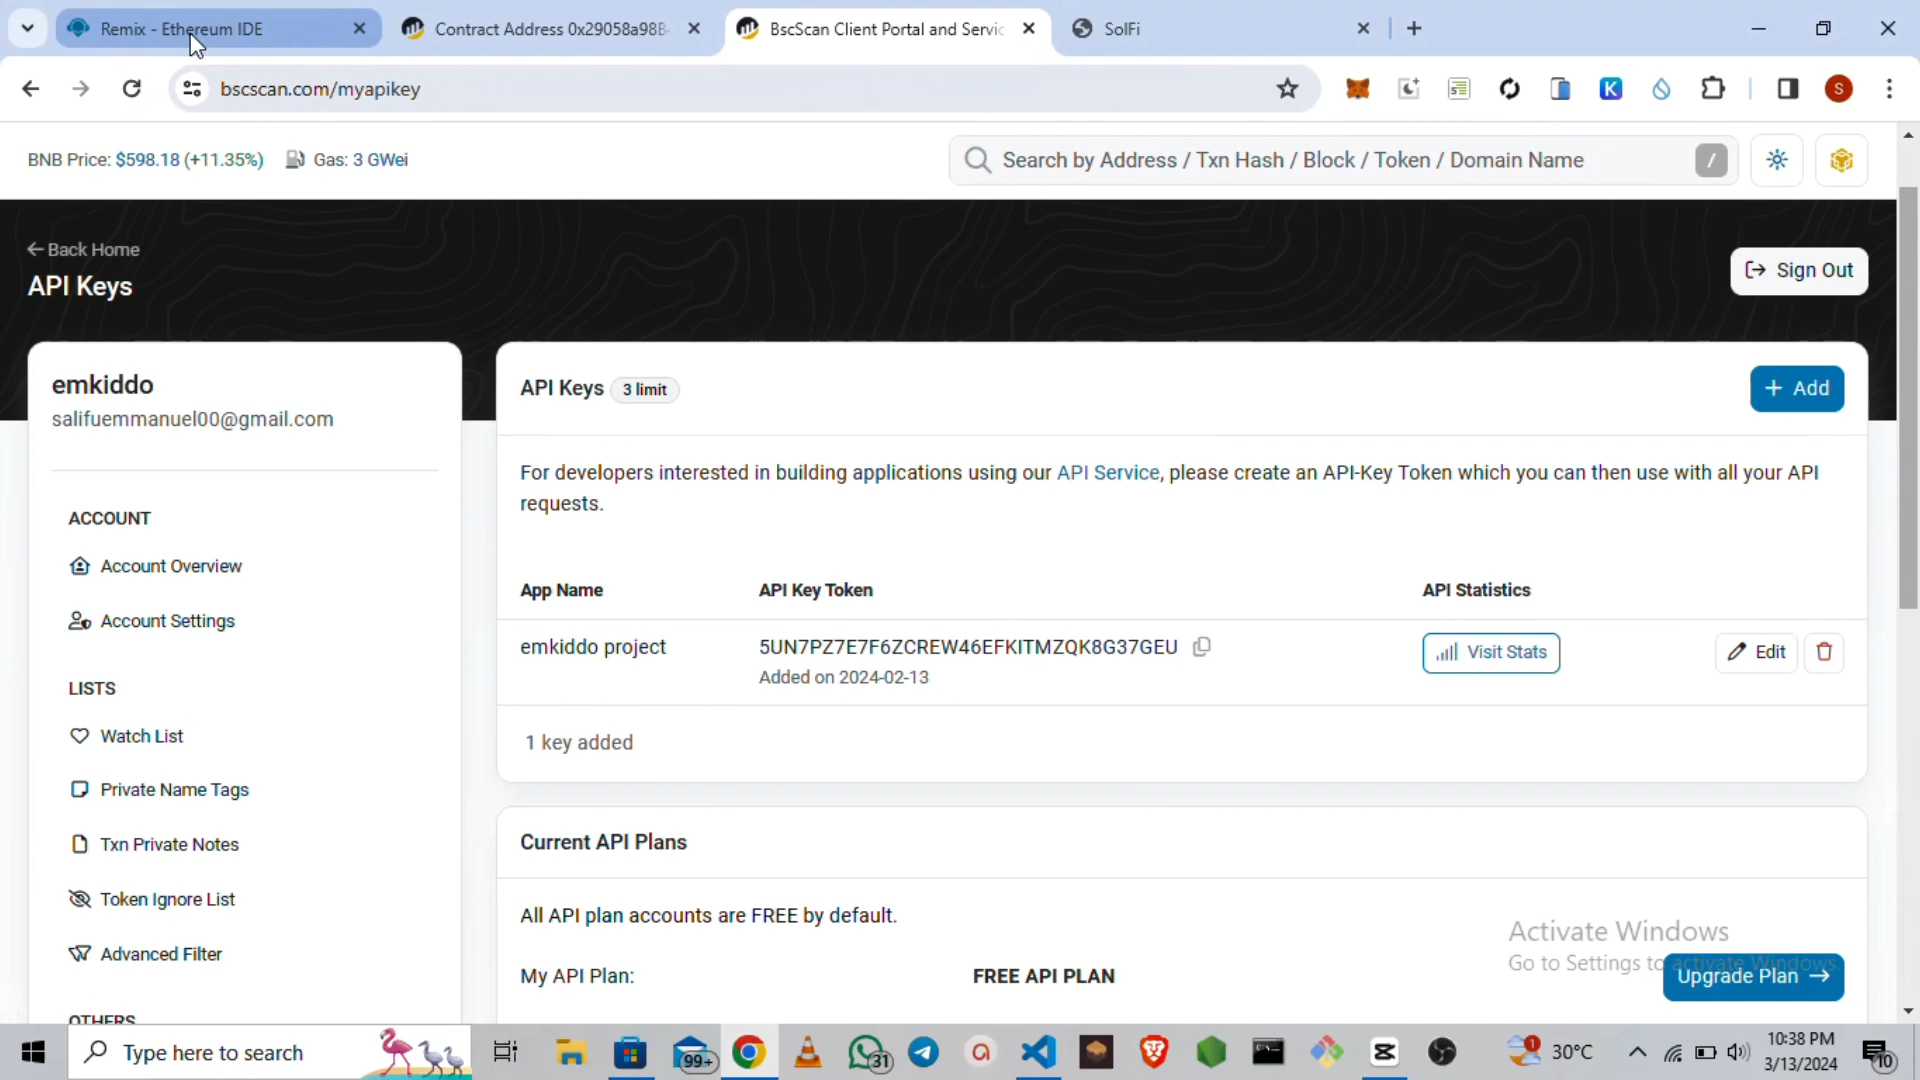 Remix - Ethereum IDE
Contract Address 0x29058a98B
BscScan Client Portal and Servic
SolFi
bscscan.com/myapikey
K
S
BNB Price: $598.18 (+11.35%)
Gas: 3 GWei
Search by Address / Txn Hash / Block / Token / Domain Name
/
Back Home
API Keys
Sign Out
emkiddo
salifuemmanuel00@gmail.com
ACCOUNT
Account Overview
Account Settings
LISTS
Watch List
Private Name Tags
Txn Private Notes
Token Ignore List
Advanced Filter
OTHERS
API Keys 3 limit
+ Add
For developers interested in building applications using our API Service, please create an API-Key Token which you can then use with all your API
requests.
App Name
API Key Token
API Statistics
emkiddo project
5UN7PZ7E7F6ZCREW46EFKITMZQK8G37GEU
Added on 2024-02-13
Visit Stats
Edit
1 key added
Current API Plans
All API plan accounts are FREE by default.
My API Plan:
FREE API PLAN
Activate Windows
Go to Settings to activate Windows.
Upgrade Plan
Type here to search
99+
31
1
30°C
10:38 PM
3/13/2024
10